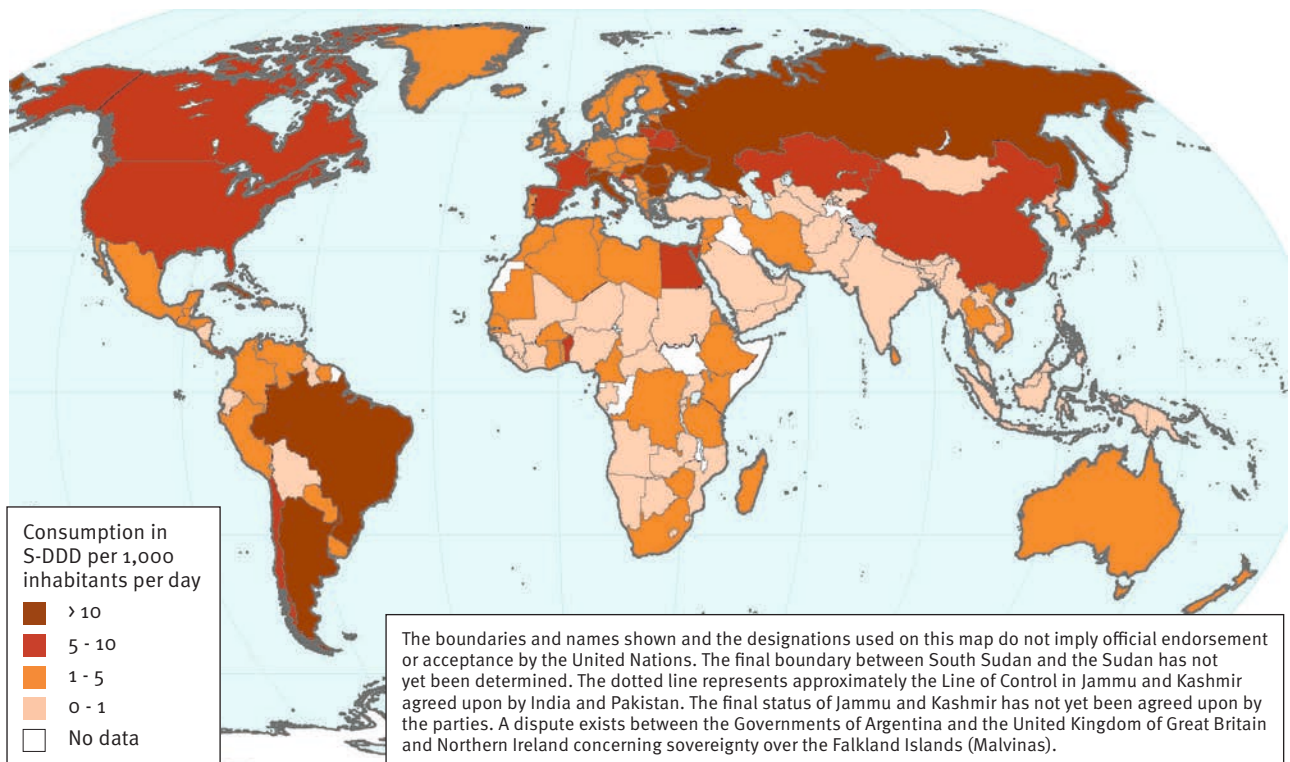 Consumption in
S-DDD per 1,000
inhabitants per day
> 10
5 - 10
1 - 5
0 - 1
No data
The boundaries and names shown and the designations used on this map do not imply official endorsement
or acceptance by the United Nations. The final boundary between South Sudan and the Sudan has not
yet been determined. The dotted line represents approximately the Line of Control in Jammu and Kashmir
agreed upon by India and Pakistan. The final status of Jammu and Kashmir has not yet been agreed upon by
the parties. A dispute exists between the Governments of Argentina and the United Kingdom of Great Britain
and Northern Ireland concerning sovereignty over the Falkland Islands (Malvinas).